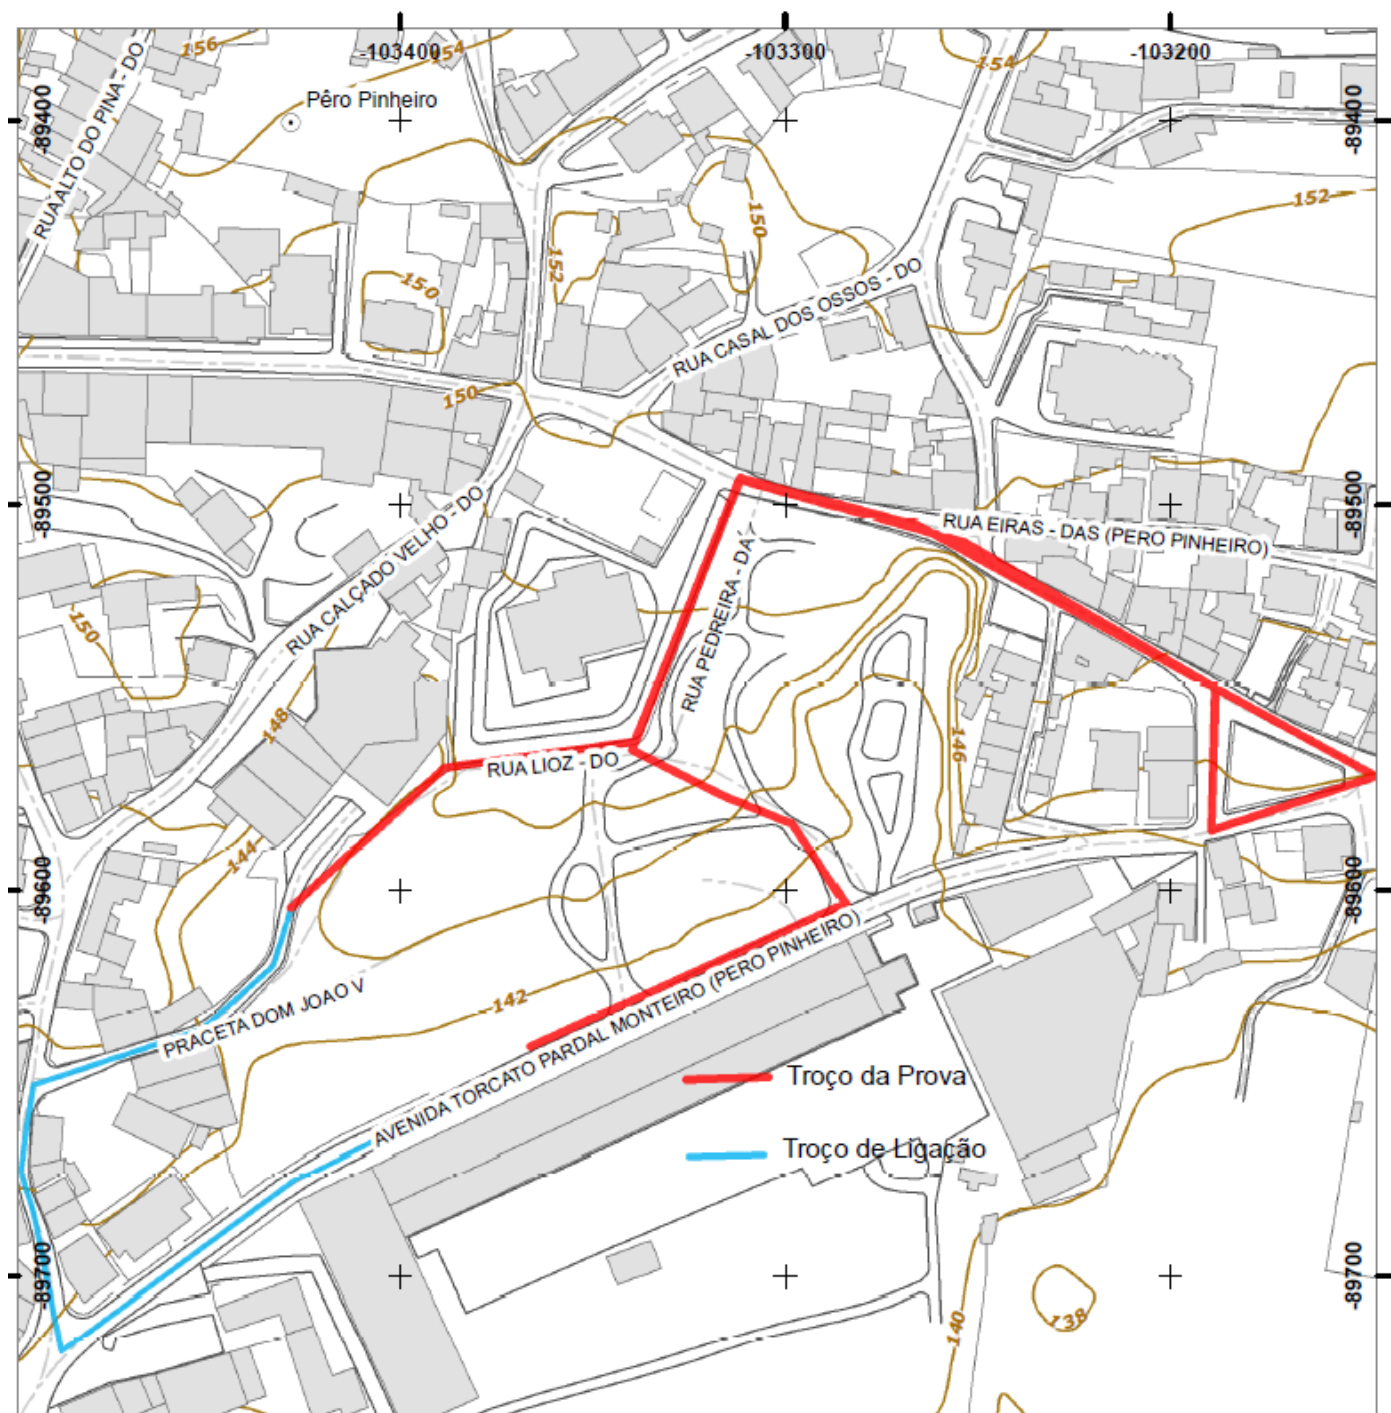 -103400
-103300
-103200
156
154
154
Pêro Pinheiro
-89400
-89400
RUA ALTO DO PINA - DO
152
150
152
150
RUA CASAL DOS OSSOS - DO
150
-89500
-89500
RUA EIRAS - DAS (PERO PINHEIRO)
RUA CALÇADO VELHO - DO
RUA PEDREIRA - DA
150
148
146
RUA LIOZ - DO
144
-89600
-89600
142
PRACETA DOM JOAO V
AVENIDA TORCATO PARDAL MONTEIRO (PERO PINHEIRO)
Troço da Prova
Troço de Ligação
-89700
-89700
140
138